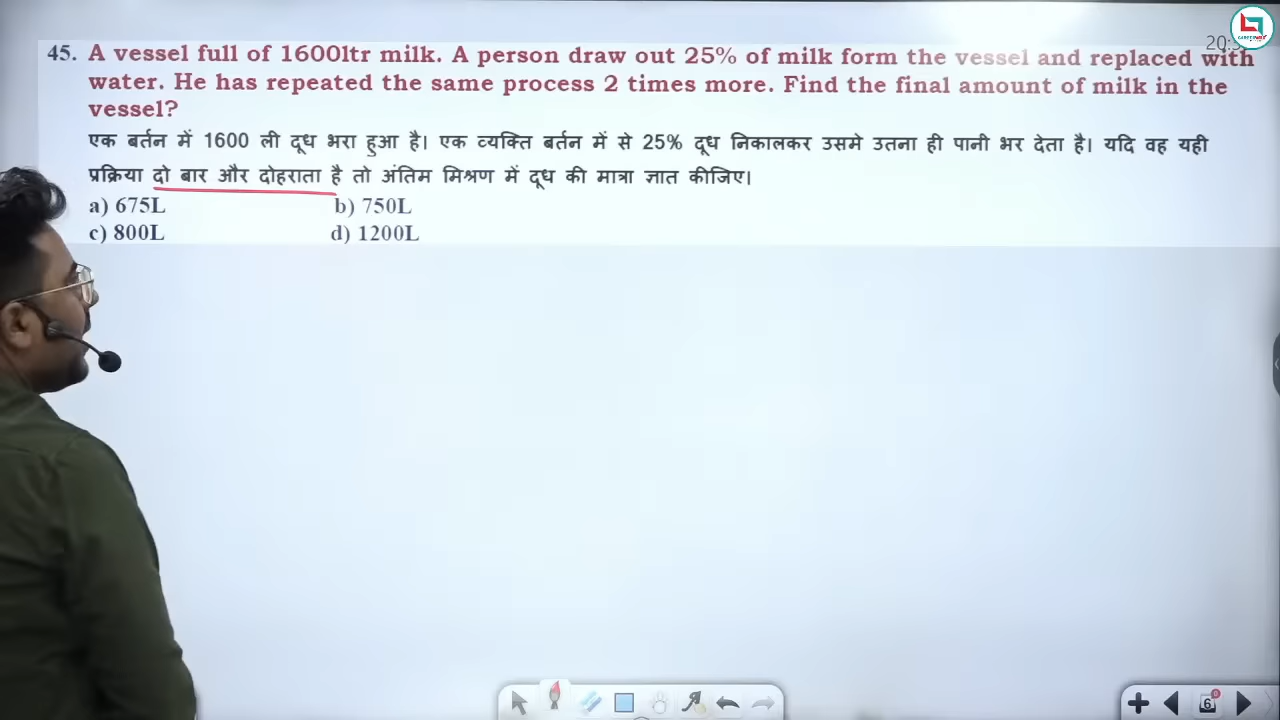 45. A vessel full of 1600ltr milk. A person draw out 25% of milk form the vessel and replaced with
water. He has repeated the same process 2 times more. Find the final amount of milk in the
vessel?
एक बर्तन में 1600 ली दूध भरा हुआ है। एक व्यक्ति बर्तन में से 25% दूध निकालकर उसमे उतना ही पानी भर देता है। यदि वह यही
प्रक्रिया दो बार और दोहराता है तो अंतिम मिश्रण में दूध की मात्रा ज्ञात कीजिए।
a) 675L b) 750L
c) 800L d) 1200L
6